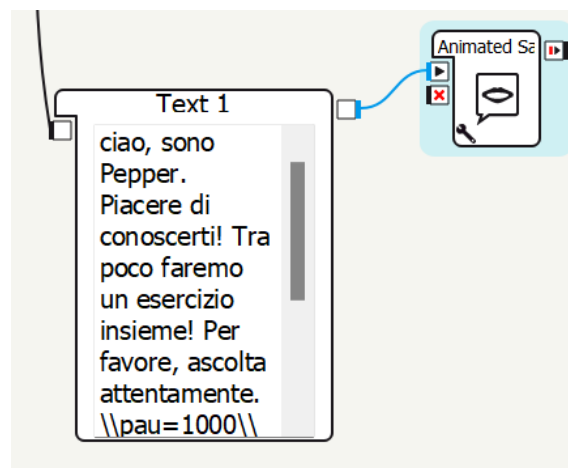 Animated Sa
Text 1
ciao, sono
Pepper.
Piacere di
conoscerti! Tra
poco faremo
un esercizio
insieme! Per
favore, ascolta
attentamente.
\\pau=1000\\